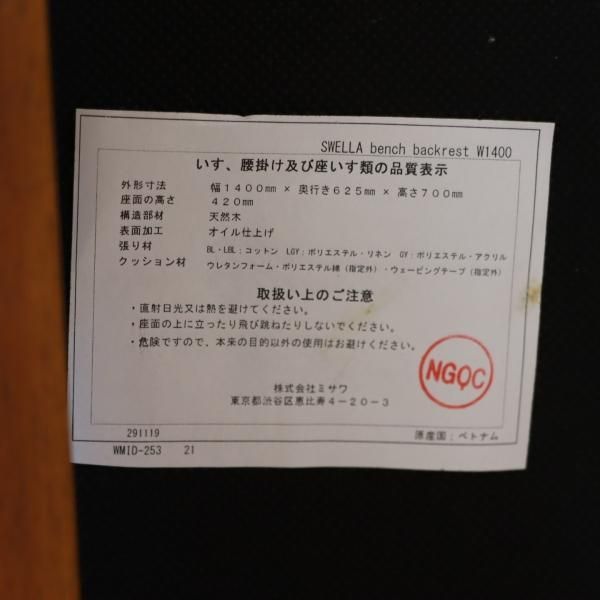 SWELLA bench backrest W1400
いす、腰掛け及び座いす類の品質表示
外形寸法 幅1400mm × 奥行き625mm × 高さ700mm
座面の高さ 420mm
構造部材 天然木
表面加工 オイル仕上げ
張り材 BL・LBL：コットン LGY：ポリエステル・リネン GY：ポリエステル・アクリル
クッション材 ウレタンフォーム・ポリエステル綿（指定外）・ウェービングテープ（指定外）
取扱い上のご注意
・直射日光又は熱を避けてください。
・座面の上に立ったり飛び跳ねたりしないでください。
・危険ですので、本来の目的以外の使用はお避けください。
NGQC
株式会社ミサワ
東京都渋谷区恵比寿4－20－3
291119
原産国：ベトナム
WMID-253 21